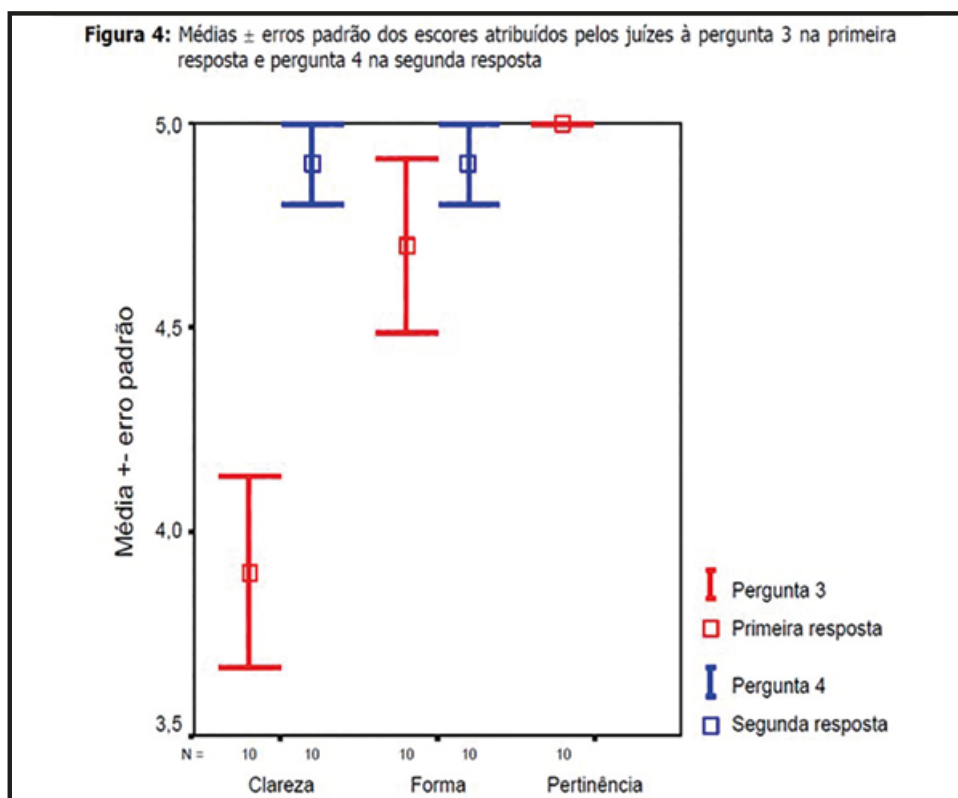 Figura 4: Médias ± erros padrão dos escores atribuídos pelos juízes à pergunta 3 na primeira
resposta e pergunta 4 na segunda resposta
Média +- erro padrão
5,0
4,5
4,0
3,5
N = 10 10 10 10 10
Clareza Forma Pertinência
Pergunta 3
Primeira resposta
Pergunta 4
Segunda resposta